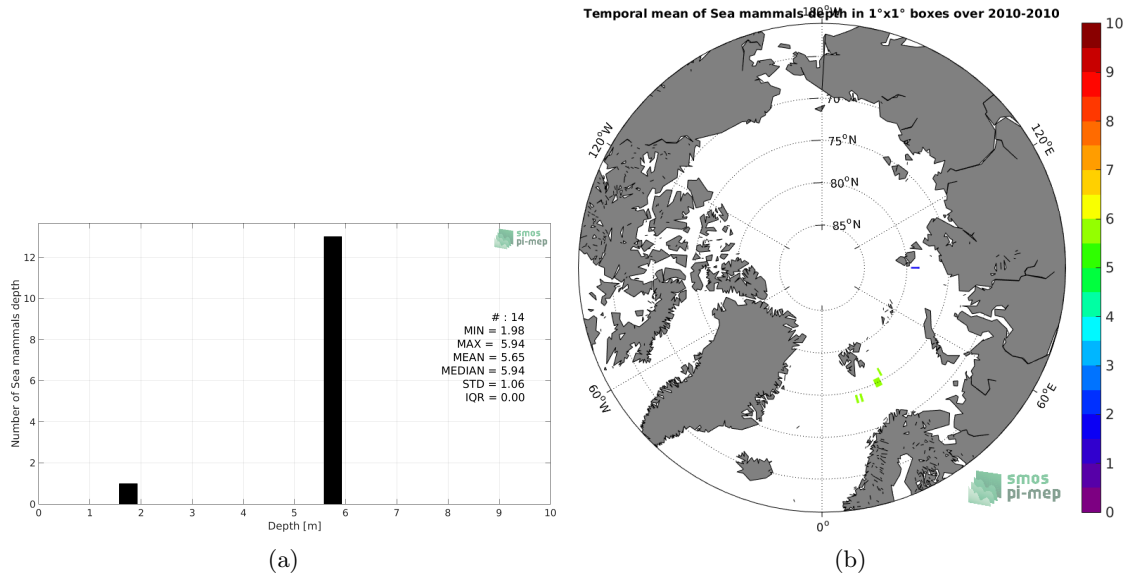 Temporal mean of Sea mammals depth in 1°x1° boxes over 2010-2010
180°W
120°W
120°E
60°W
60°E
0°
70°
75°N
80°N
85°N
10
9
8
7
6
5
4
3
2
1
0
smos
pi-mep
Number of Sea mammals depth
12
10
8
6
4
2
0
smos
pi-mep
# : 14
MIN = 1.98
MAX = 5.94
MEAN = 5.65
MEDIAN = 5.94
STD = 1.06
IQR = 0.00
0 1 2 3 4 5 6 7 8 9 10
Depth [m]
(a)
(b)